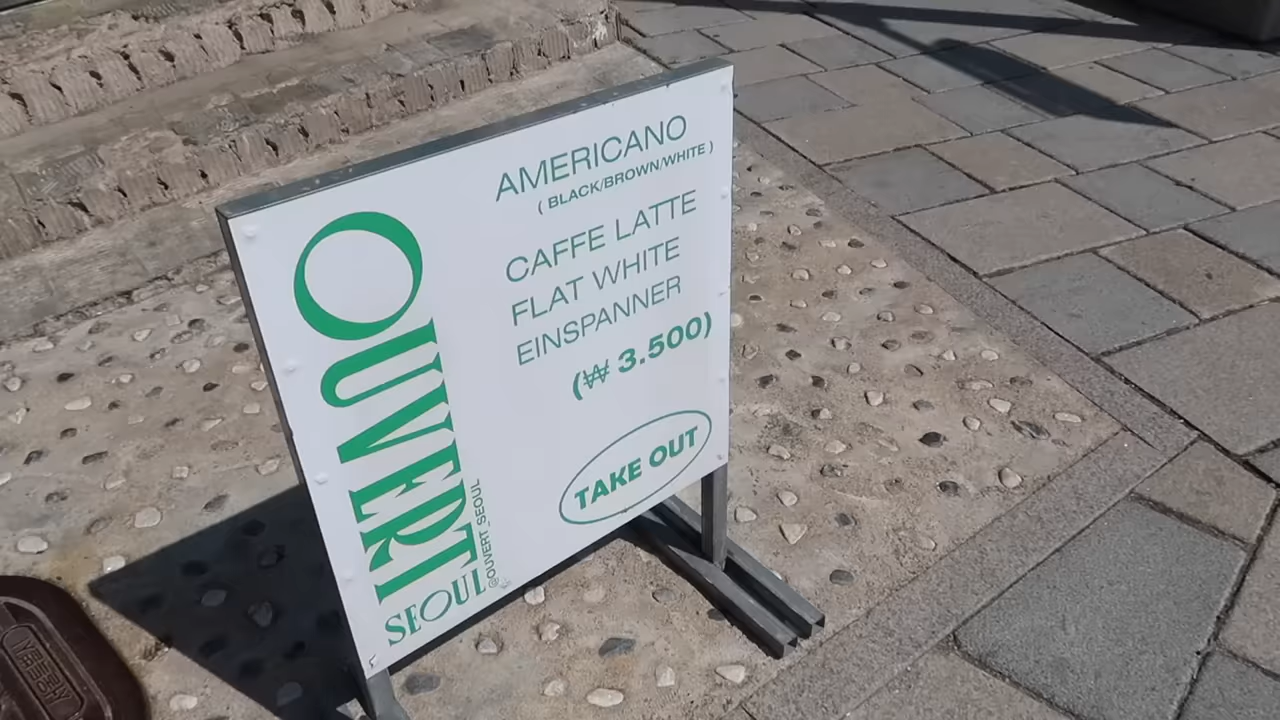 OUVERT
SEOUL
@OUVERT_SEOUL
AMERICANO
( BLACK/BROWN/WHITE )
CAFFE LATTE
FLAT WHITE
EINSPANNER
(₩ 3.500)
TAKE OUT